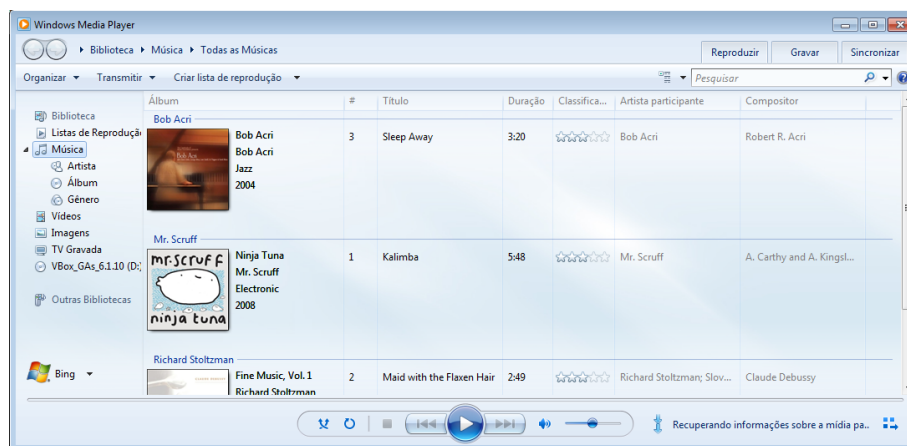 Windows Media Player
Biblioteca Música Todas as Músicas
Reproduzir Gravar Sincronizar
Organizar Transmitir Criar lista de reprodução Pesquisar
Álbum # Título Duração Classifica... Artista participante Compositor
Biblioteca
Listas de Reproduçã
Música
Artista
Álbum
Gênero
Vídeos
Imagens
TV Gravada
VBox_GAs_6.1.10 (D:)
Outras Bibliotecas
Bing
Bob Acri
Bob Acri 3 Sleep Away 3:20 Bob Acri Robert R. Acri
Bob Acri
Jazz
2004
Mr. Scruff
mr.scruff
ninja tuna
Ninja Tuna 1 Kalimba 5:48 Mr. Scruff A. Carthy and A. Kingsl...
Mr. Scruff
Electronic
2008
Richard Stoltzman
Fine Music, Vol. 1 2 Maid with the Flaxen Hair 2:49 Richard Stoltzman; Slov... Claude Debussy
Richard Stoltzman
Recuperando informações sobre a mídia pa..